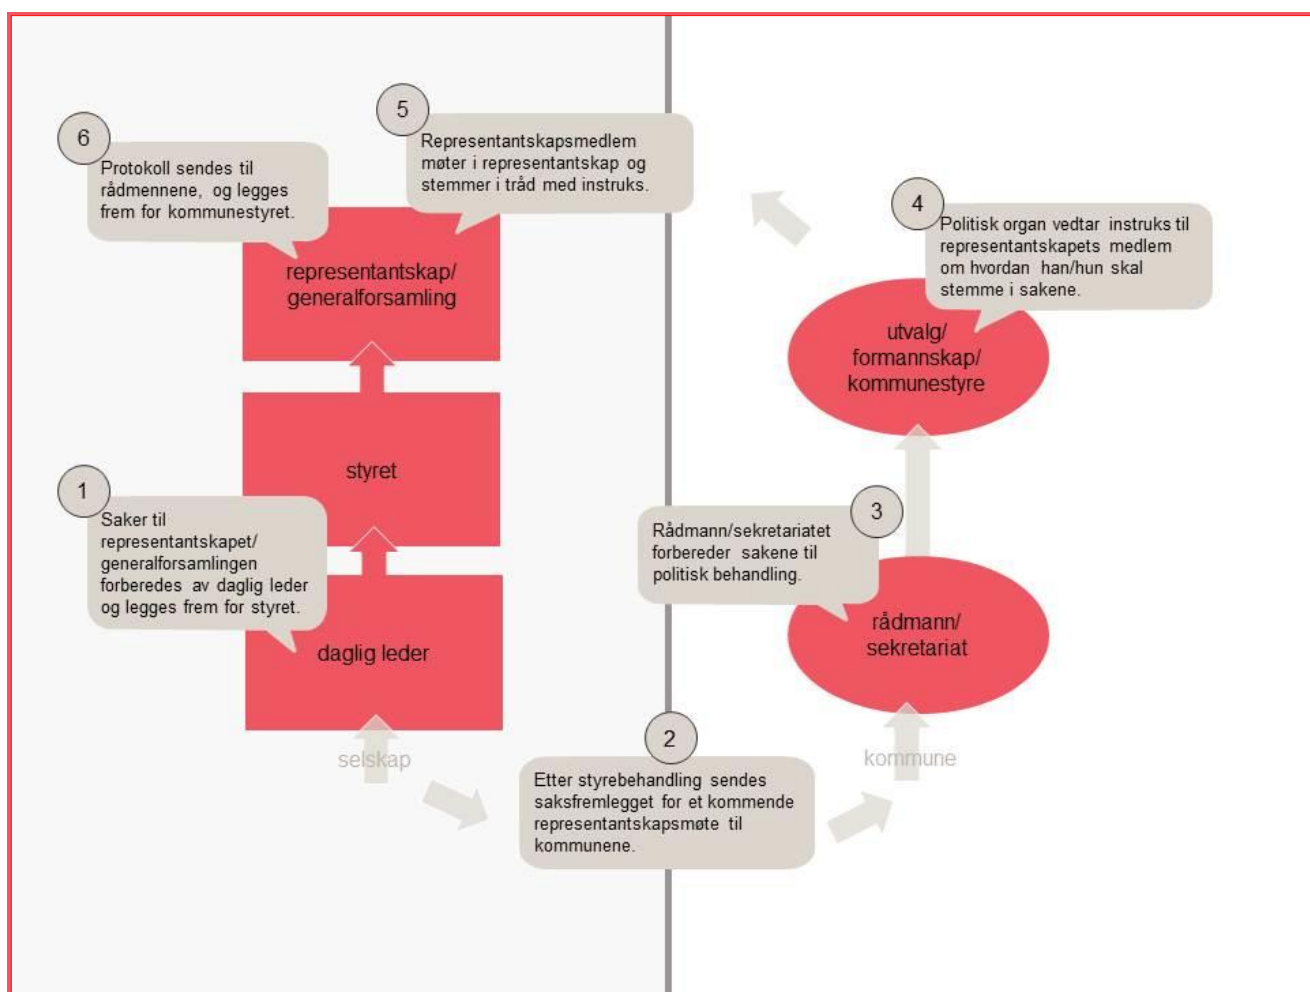 6
Protokoll sendes til
rådmennene, og legges
frem for kommunestyret.
5
Representantskapsmedlem
møter i representantskap og
stemmer i tråd med instruks.
4
Politisk organ vedtar instruks til
representantskapets medlem
om hvordan han/hun skal
stemme i sakene.
representantskap/
generalforsamling
utvalg/
formannskap/
kommunestyre
styret
1
Saker til
representantskapet/
generalforsamlingen
forberedes av daglig leder
og legges frem for styret.
3
Rådmann/sekretariatet
forbereder sakene til
politisk behandling.
daglig leder
rådmann/
sekretariat
selskap
kommune
2
Etter styrebehandling sendes
saksfremlegget for et kommende
representantskapsmøte til
kommunene.